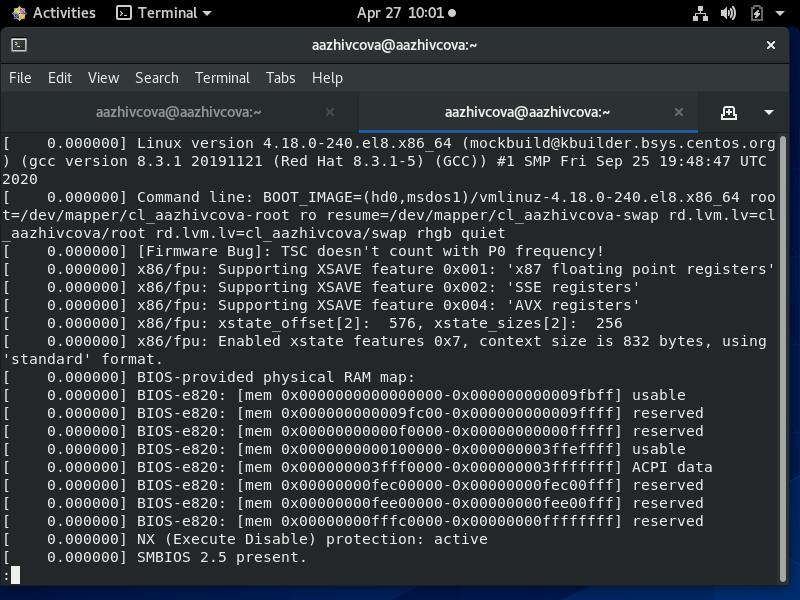 Activities Terminal Apr 27 10:01
aazhivcova@aazhivcova:~
File Edit View Search Terminal Tabs Help
aazhivcova@aazhivcova:~ aazhivcova@aazhivcova:~
[    0.000000] Linux version 4.18.0-240.el8.x86_64 (mockbuild@kbuilder.bsys.centos.org
) (gcc version 8.3.1 20191121 (Red Hat 8.3.1-5) (GCC)) #1 SMP Fri Sep 25 19:48:47 UTC
2020
[    0.000000] Command line: BOOT_IMAGE=(hd0,msdos1)/vmlinuz-4.18.0-240.el8.x86_64 roo
t=/dev/mapper/cl_aazhivcova-root ro resume=/dev/mapper/cl_aazhivcova-swap rd.lvm.lv=cl
_aazhivcova/root rd.lvm.lv=cl_aazhivcova/swap rhgb quiet
[    0.000000] [Firmware Bug]: TSC doesn't count with P0 frequency!
[    0.000000] x86/fpu: Supporting XSAVE feature 0x001: 'x87 floating point registers'
[    0.000000] x86/fpu: Supporting XSAVE feature 0x002: 'SSE registers'
[    0.000000] x86/fpu: Supporting XSAVE feature 0x004: 'AVX registers'
[    0.000000] x86/fpu: xstate_offset[2]:  576, xstate_sizes[2]:  256
[    0.000000] x86/fpu: Enabled xstate features 0x7, context size is 832 bytes, using
'standard' format.
[    0.000000] BIOS-provided physical RAM map:
[    0.000000] BIOS-e820: [mem 0x0000000000000000-0x000000000009fbff] usable
[    0.000000] BIOS-e820: [mem 0x000000000009fc00-0x000000000009ffff] reserved
[    0.000000] BIOS-e820: [mem 0x00000000000f0000-0x00000000000fffff] reserved
[    0.000000] BIOS-e820: [mem 0x0000000000100000-0x000000003ffeffff] usable
[    0.000000] BIOS-e820: [mem 0x000000003fff0000-0x000000003fffffff] ACPI data
[    0.000000] BIOS-e820: [mem 0x00000000fec00000-0x00000000fec00fff] reserved
[    0.000000] BIOS-e820: [mem 0x00000000fee00000-0x00000000fee00fff] reserved
[    0.000000] BIOS-e820: [mem 0x00000000fffc0000-0x00000000ffffffff] reserved
[    0.000000] NX (Execute Disable) protection: active
[    0.000000] SMBIOS 2.5 present.
: